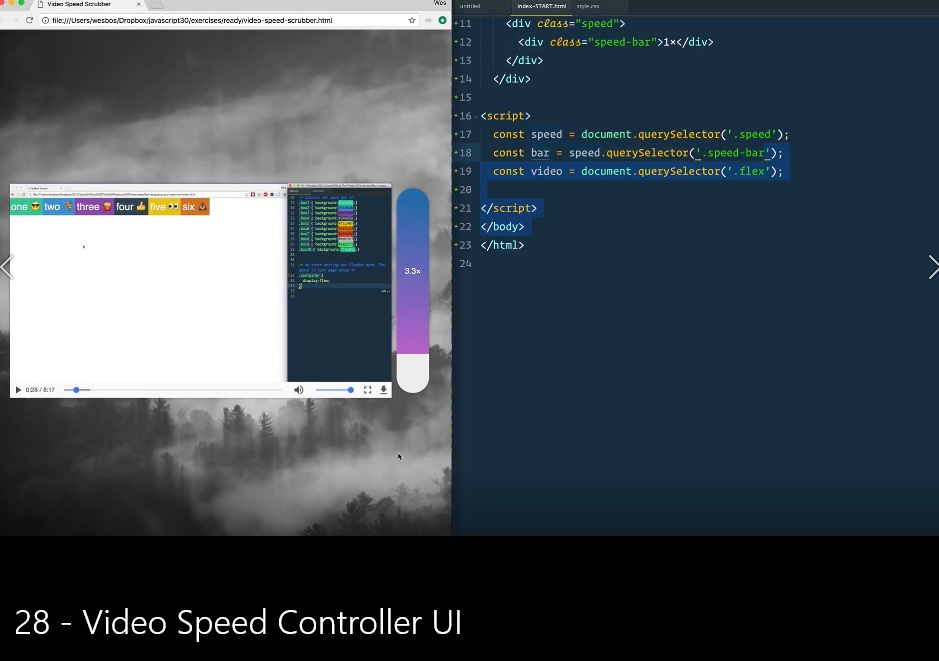 Video Speed Scrubber
Wes
file:///Users/wesbos/Dropbox/javascript30/exercises/ready/video-speed-scrubber.html
untitled index-START.html style.css
11 <div class="speed">
12 <div class="speed-bar">1×</div>
13 </div>
14 </div>
15
16 <script>
17 const speed = document.querySelector('.speed');
18 const bar = speed.querySelector('.speed-bar');
19 const video = document.querySelector('.flex');
20
21 </script>
22 </body>
23 </html>
24
one 😎 two three four 👍 five 👀 six 💩
display:flex;
3.3×
0:28 / 8:17
28 - Video Speed Controller UI